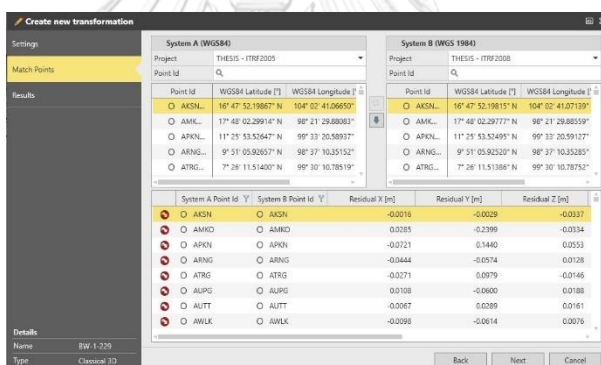 Create new transformation
Settings
Match Points
Results
System A (WGS84)
Project THESIS - ITRF2005
Point Id
Point Id WGS84 Latitude [°] WGS84 Longitude [°]
AKSN... 16° 47' 52.19867" N 104° 02' 41.06650"
AMK... 17° 48' 02.29914" N 98° 21' 29.88083"
APKN... 11° 25' 53.52647" N 99° 33' 20.58937"
ARNG... 9° 51' 05.92657" N 98° 37' 10.35152"
ATRG... 7° 26' 11.51400" N 99° 30' 10.78519"
System B (WGS 1984)
Project THESIS - ITRF2008
Point Id
Point Id WGS84 Latitude [°] WGS84 Longitude [°]
AKSN... 16° 47' 52.19815" N 104° 02' 41.07139"
AMK... 17° 48' 02.29777" N 98° 21' 29.88559"
APKN... 11° 25' 53.52495" N 99° 33' 20.59127"
ARNG... 9° 51' 05.92520" N 98° 37' 10.35285"
ATRG... 7° 26' 11.51386" N 99° 30' 10.78752"
System A Point Id System B Point Id Residual X [m] Residual Y [m] Residual Z [m]
AKSN AKSN -0.0016 -0.0029 -0.0337
AMKO AMKO 0.0285 -0.2399 -0.0334
APKN APKN -0.0721 0.1440 0.0553
ARNG ARNG -0.0444 -0.0574 0.0128
ATRG ATRG -0.0271 0.0979 -0.0146
AUPG AUPG 0.0108 -0.0600 0.0188
AUTT AUTT -0.0067 0.0289 0.0161
AWLK AWLK -0.0098 -0.0614 0.0076
Details
Name BW-1-229
Type Classical 3D
Back Next Cancel